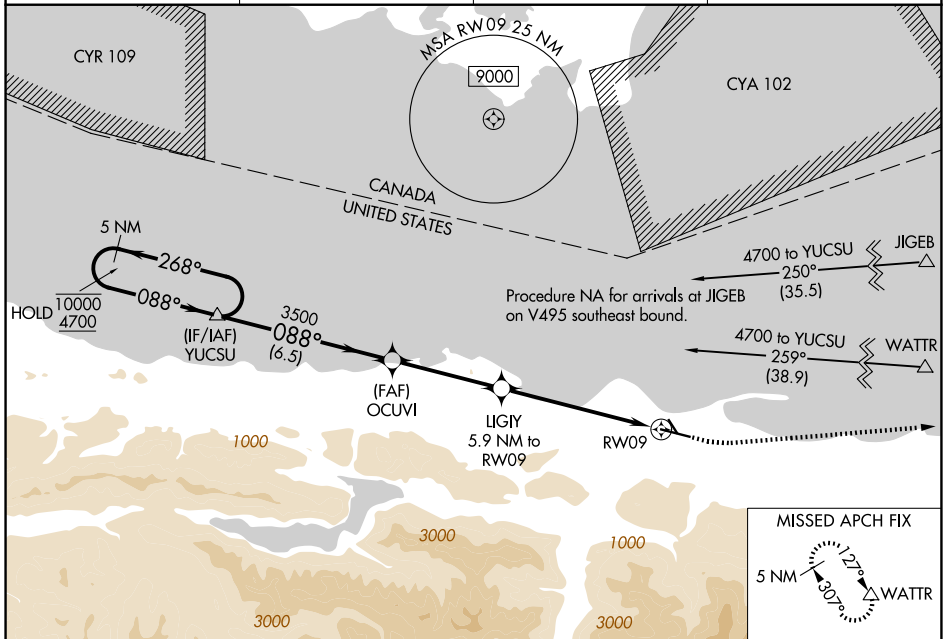 CYR 109
MSA RW09 25 NM
9000
CYA 102
CANADA
UNITED STATES
5 NM
268°
088°
HOLD
10000
4700
(IF/IAF)
YUCSU
3500
088°
(6.5)
(FAF)
OCUVI
LIGIY
5.9 NM to
RW09
RW09
JIGEB
4700 to YUCSU
250°
(35.5)
Procedure NA for arrivals at JIGEB
on V495 southeast bound.
WATTR
4700 to YUCSU
259°
(38.9)
1000
3000
1000
3000
3000
MISSED APCH FIX
5 NM
127°
307°
WATTR